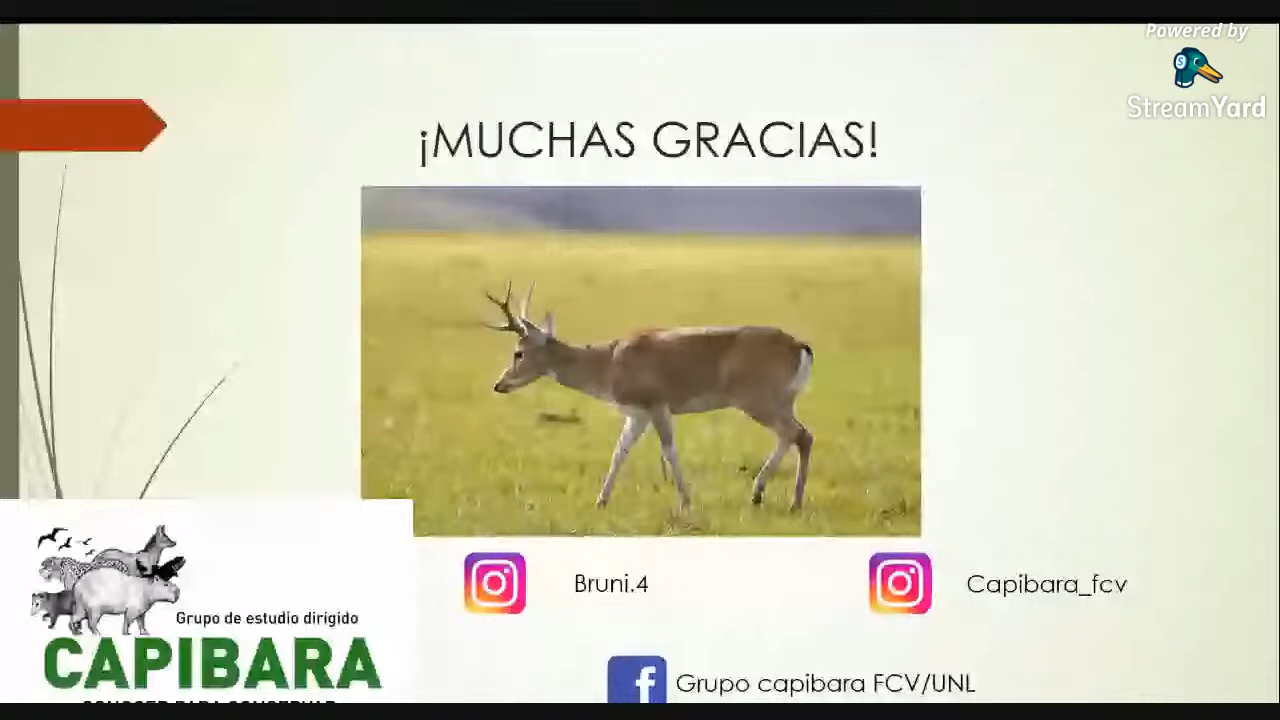 Powered by
StreamYard
¡MUCHAS GRACIAS!
Bruni.4
Capibara_fcv
Grupo de estudio dirigido
CAPIBARA
Grupo capibara FCV/UNL